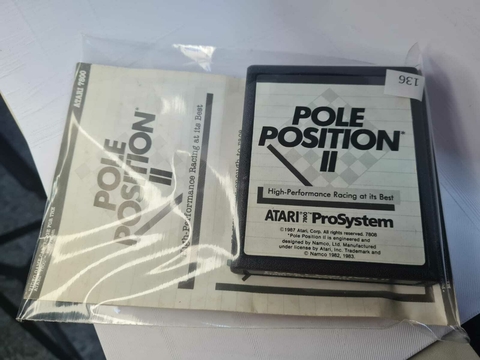 ATARI 7800
POLE
POSITION
II
High-Performance Racing at its Best
136
POLE
POSITION
II
High-Performance Racing at its Best
ATARI 7800 ProSystem
©1987 Atari, Corp. All rights reserved. 7808
"Pole Position II is engineered and
designed by Namco, Ltd. Manufactured
under license by Atari, Inc. Trademark and
© Namco 1982, 1983.